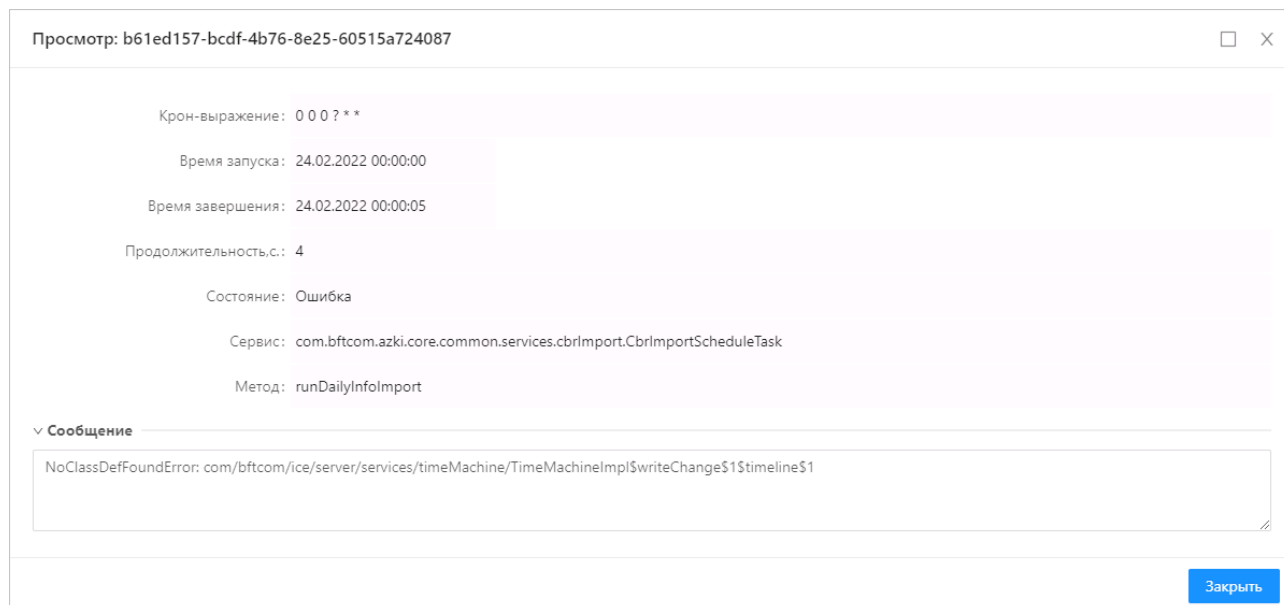 Просмотр: b61ed157-bcdf-4b76-8e25-60515a724087
Крон-выражение: 0 0 0 ? * *
Время запуска: 24.02.2022 00:00:00
Время завершения: 24.02.2022 00:00:05
Продолжительность,с.: 4
Состояние: Ошибка
Сервис: com.bftcom.azki.core.common.services.cbrImport.CbrImportScheduleTask
Метод: runDailyInfoImport
Сообщение
NoClassDefFoundError: com/bftcom/ice/server/services/timeMachine/TimeMachineImpl$writeChange$1$timeline$1
Закрыть